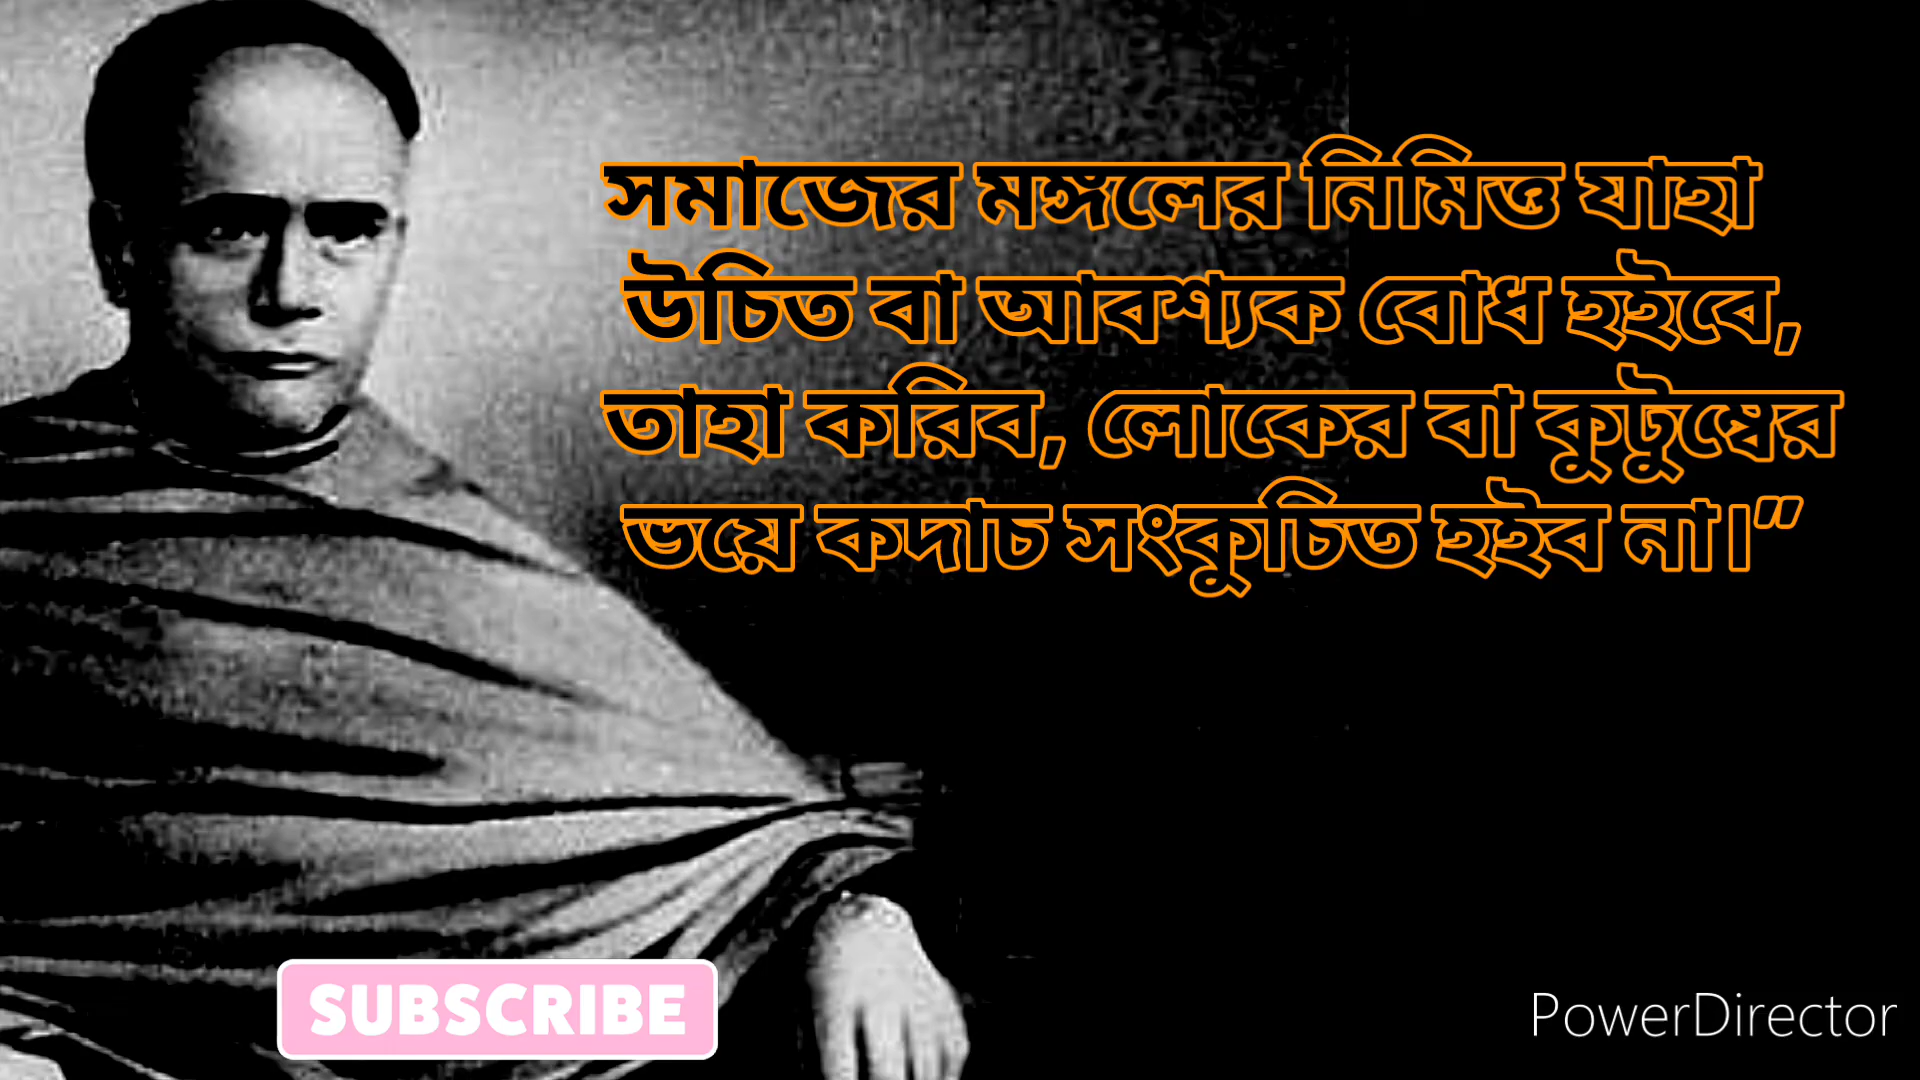 সমাজের মঙ্গলের নিমিত্ত যাহা
উচিত বা আবশ্যক বোধ হইবে,
তাহা করিব, লোকের বা কুটুম্বের
ভয়ে কদাচ সংকুচিত হইব না।”
SUBSCRIBE
PowerDirector